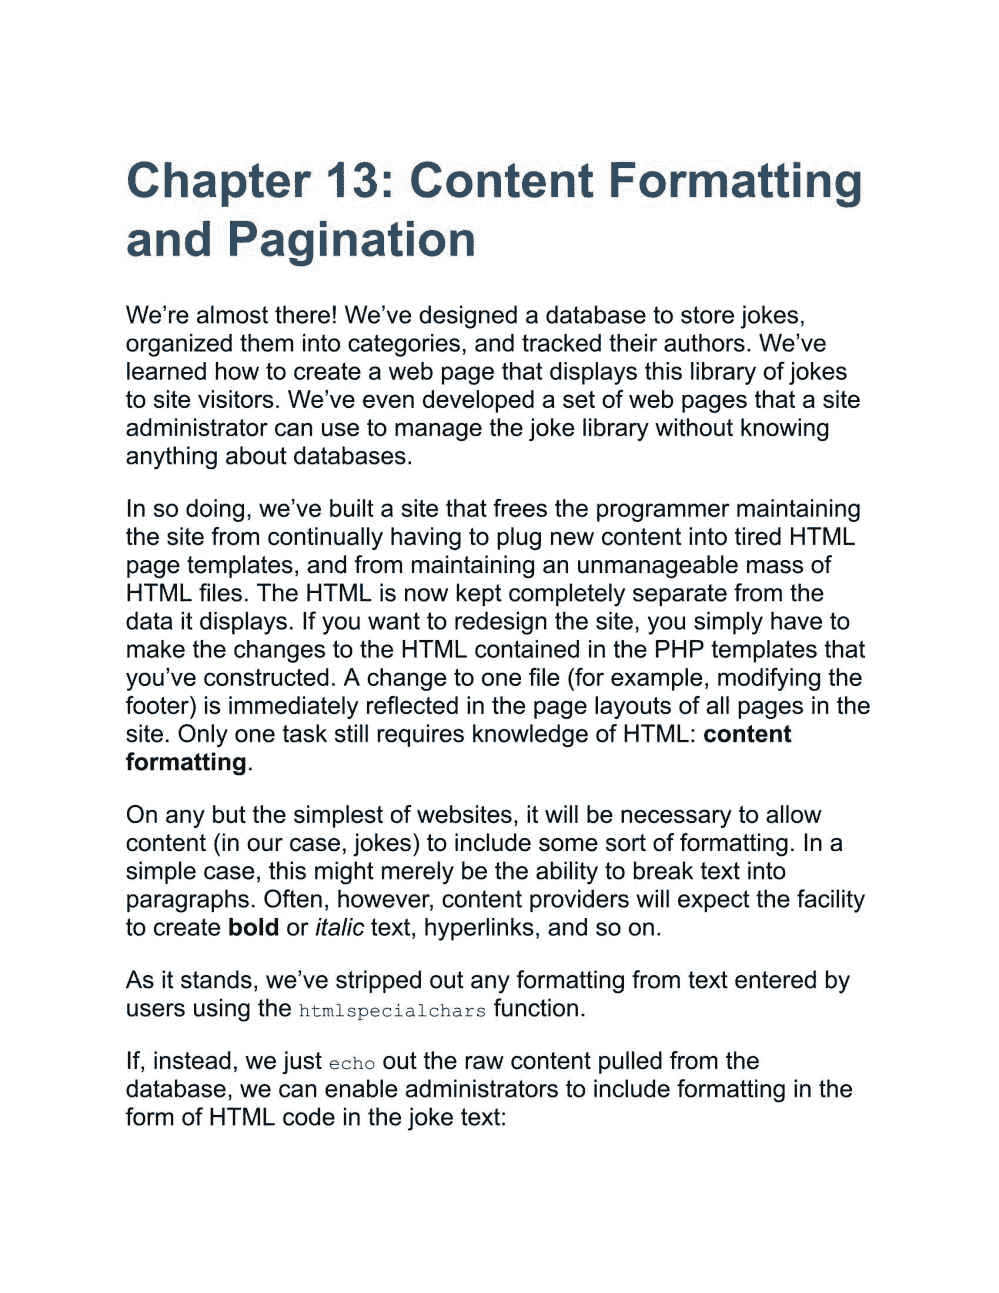 Chapter 13: Content Formatting
and Pagination
We’re almost there! We’ve designed a database to store jokes,
organized them into categories, and tracked their authors. We’ve
learned how to create a web page that displays this library of jokes
to site visitors. We’ve even developed a set of web pages that a site
administrator can use to manage the joke library without knowing
anything about databases.
In so doing, we’ve built a site that frees the programmer maintaining
the site from continually having to plug new content into tired HTML
page templates, and from maintaining an unmanageable mass of
HTML files. The HTML is now kept completely separate from the
data it displays. If you want to redesign the site, you simply have to
make the changes to the HTML contained in the PHP templates that
you’ve constructed. A change to one file (for example, modifying the
footer) is immediately reflected in the page layouts of all pages in the
site. Only one task still requires knowledge of HTML: content
formatting.
On any but the simplest of websites, it will be necessary to allow
content (in our case, jokes) to include some sort of formatting. In a
simple case, this might merely be the ability to break text into
paragraphs. Often, however, content providers will expect the facility
to create bold or italic text, hyperlinks, and so on.
As it stands, we’ve stripped out any formatting from text entered by
users using the htmlspecialchars function.
If, instead, we just echo out the raw content pulled from the
database, we can enable administrators to include formatting in the
form of HTML code in the joke text: